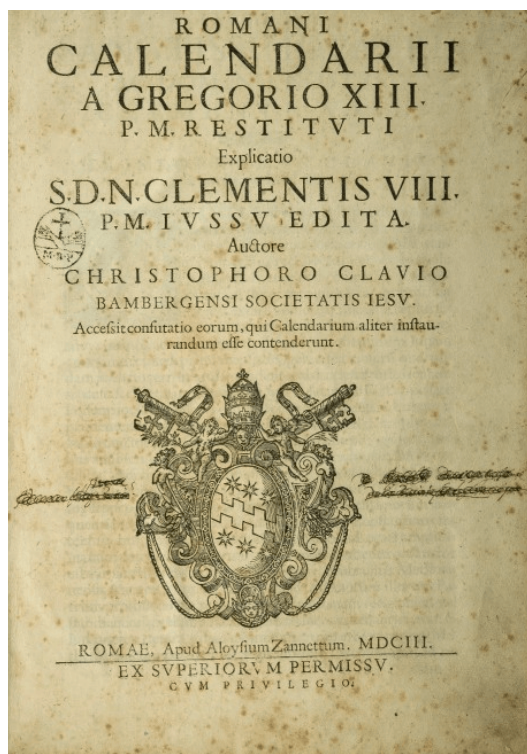 ROMANI
CALENDARII
A GREGORIO XIII.
P. M. RESTITVTI
Explicatio
S. D. N. CLEMENTIS VIII.
P. M. IVSSV EDITA.
Auctore
CHRISTOPHORO CLAVIO
BAMBERGENSI SOCIETATIS IESV.
Accessit confutatio eorum, qui Calendarium aliter instau-
randum esse contenderunt.
ROMAE, Apud Aloysium Zannettum. MDCIII.
EX SVPERIORVM PERMISSV.
CVM PRIVILEGIO.